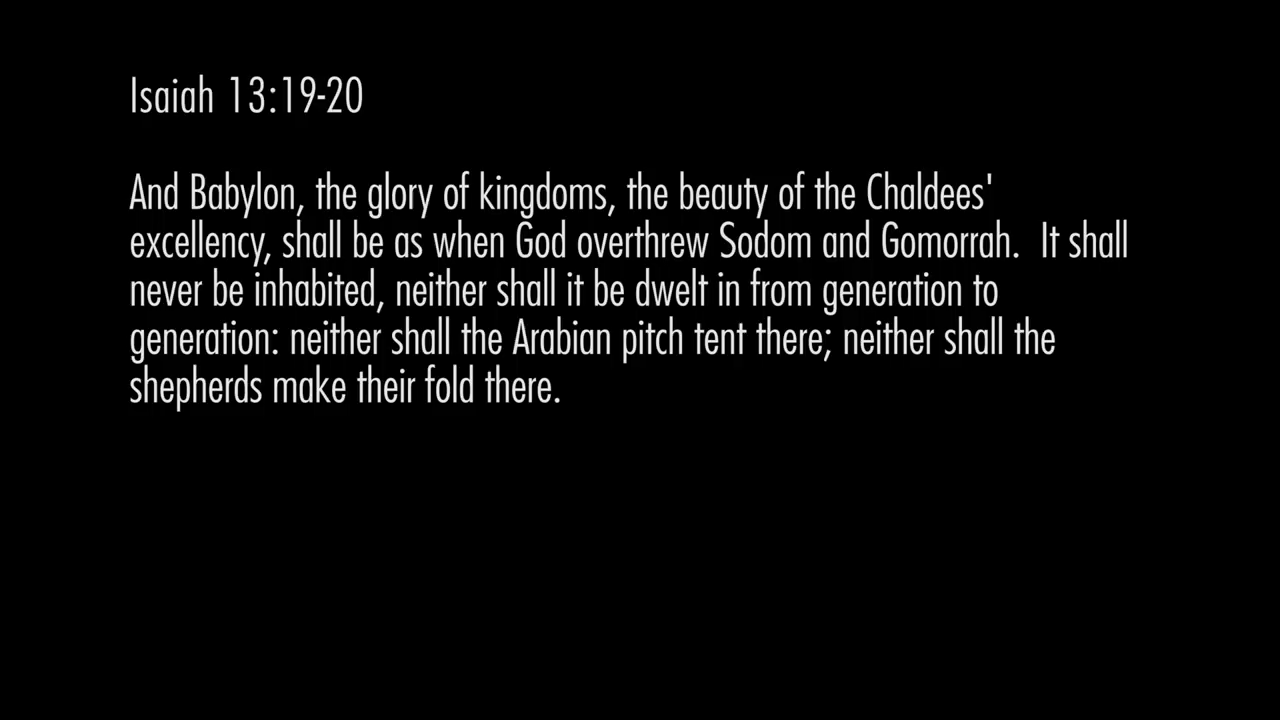 Isaiah 13:19-20
And Babylon, the glory of kingdoms, the beauty of the Chaldees'
excellency, shall be as when God overthrew Sodom and Gomorrah.  It shall
never be inhabited, neither shall it be dwelt in from generation to
generation: neither shall the Arabian pitch tent there; neither shall the
shepherds make their fold there.